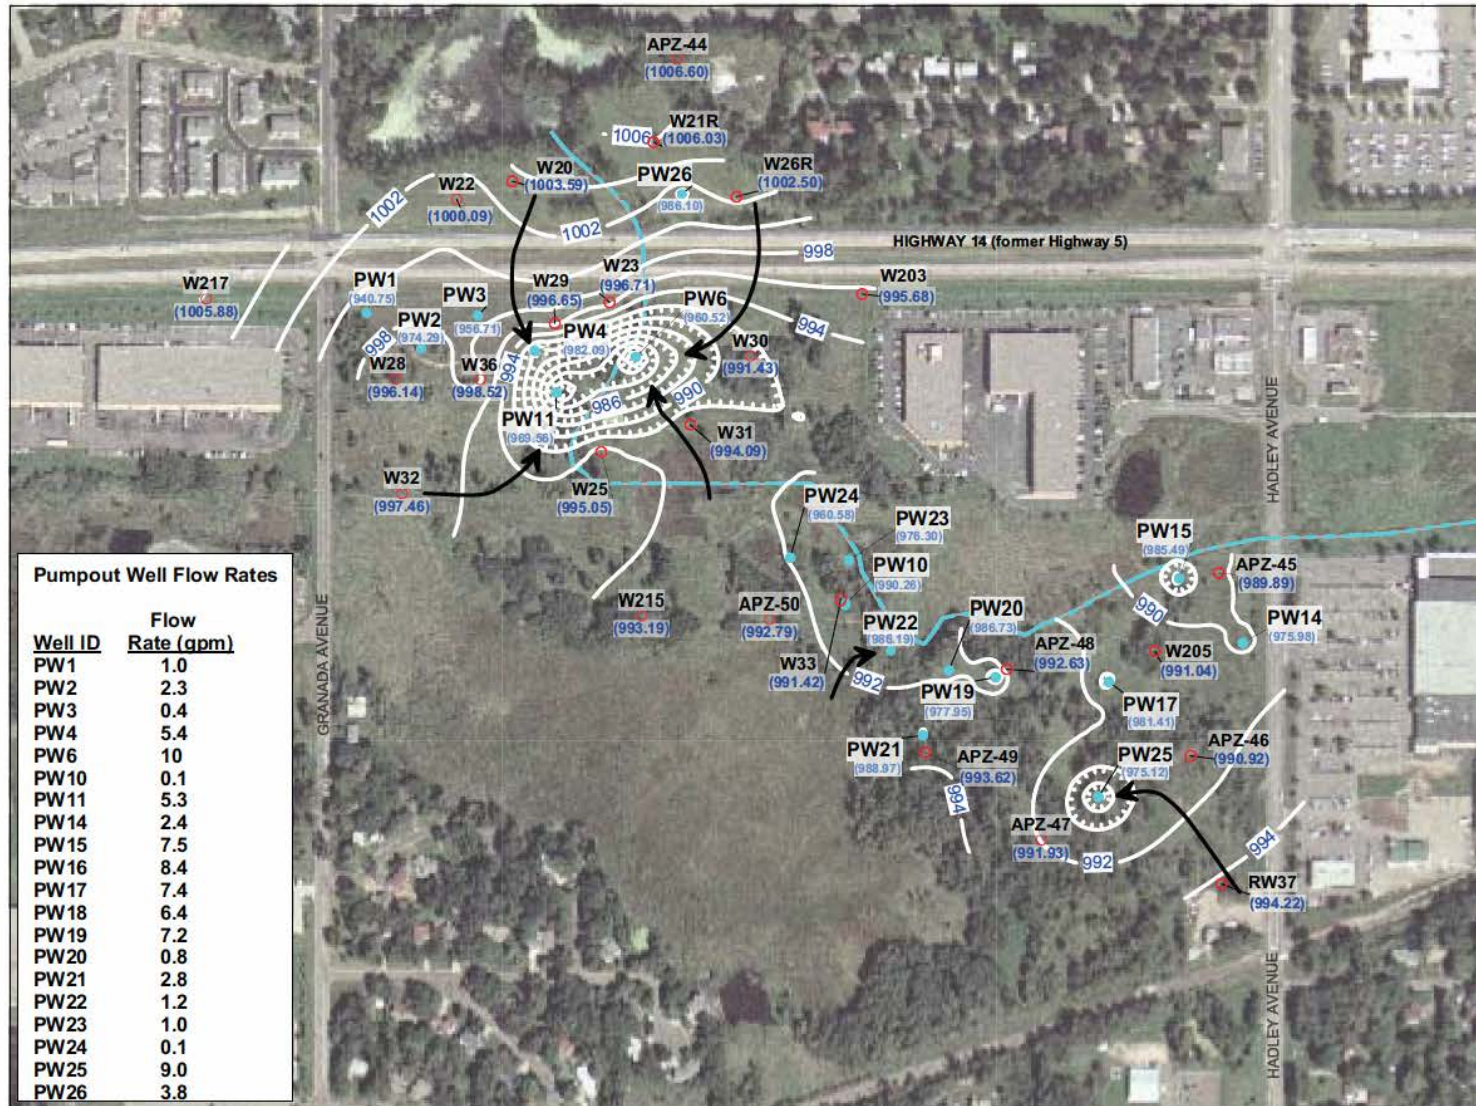 APZ-44
(1006.60)
W21R
1006
(1006.03)
W20
(1003.59)
PW26
(986.10)
W26R
(1002.50)
W22
(1000.09)
1002
1002
HIGHWAY 14 (former Highway 5)
998
W217
(1005.88)
PW1
(940.75)
PW3
(956.71)
W29
(996.65)
W23
(996.71)
W203
(995.68)
PW2
(974.29)
PW4
(982.09)
PW6
(960.52)
994
998
994
W30
(991.43)
W28
(996.14)
W36
(998.52)
986
990
PW11
(969.56)
W31
(994.09)
W32
(997.46)
W25
(995.05)
HADLEY AVENUE
PW24
(960.58)
PW23
(976.30)
PW15
(985.49)
APZ-45
(989.89)
PW10
(990.26)
990
W215
(993.19)
APZ-50
(992.79)
PW22
(986.19)
PW20
(986.73)
APZ-48
(992.63)
PW14
(975.98)
W205
(991.04)
W33
(991.42)
992
PW19
(977.95)
PW17
(981.41)
GRANADA AVENUE
PW21
(988.97)
APZ-49
(993.62)
PW25
(975.12)
APZ-46
(990.92)
994
APZ-47
(991.93)
992
994
RW37
(994.22)
HADLEY AVENUE
Pumpout Well Flow Rates
Flow
Well ID Rate (gpm)
PW1 1.0
PW2 2.3
PW3 0.4
PW4 5.4
PW6 10
PW10 0.1
PW11 5.3
PW14 2.4
PW15 7.5
PW16 8.4
PW17 7.4
PW18 6.4
PW19 7.2
PW20 0.8
PW21 2.8
PW22 1.2
PW23 1.0
PW24 0.1
PW25 9.0
PW26 3.8